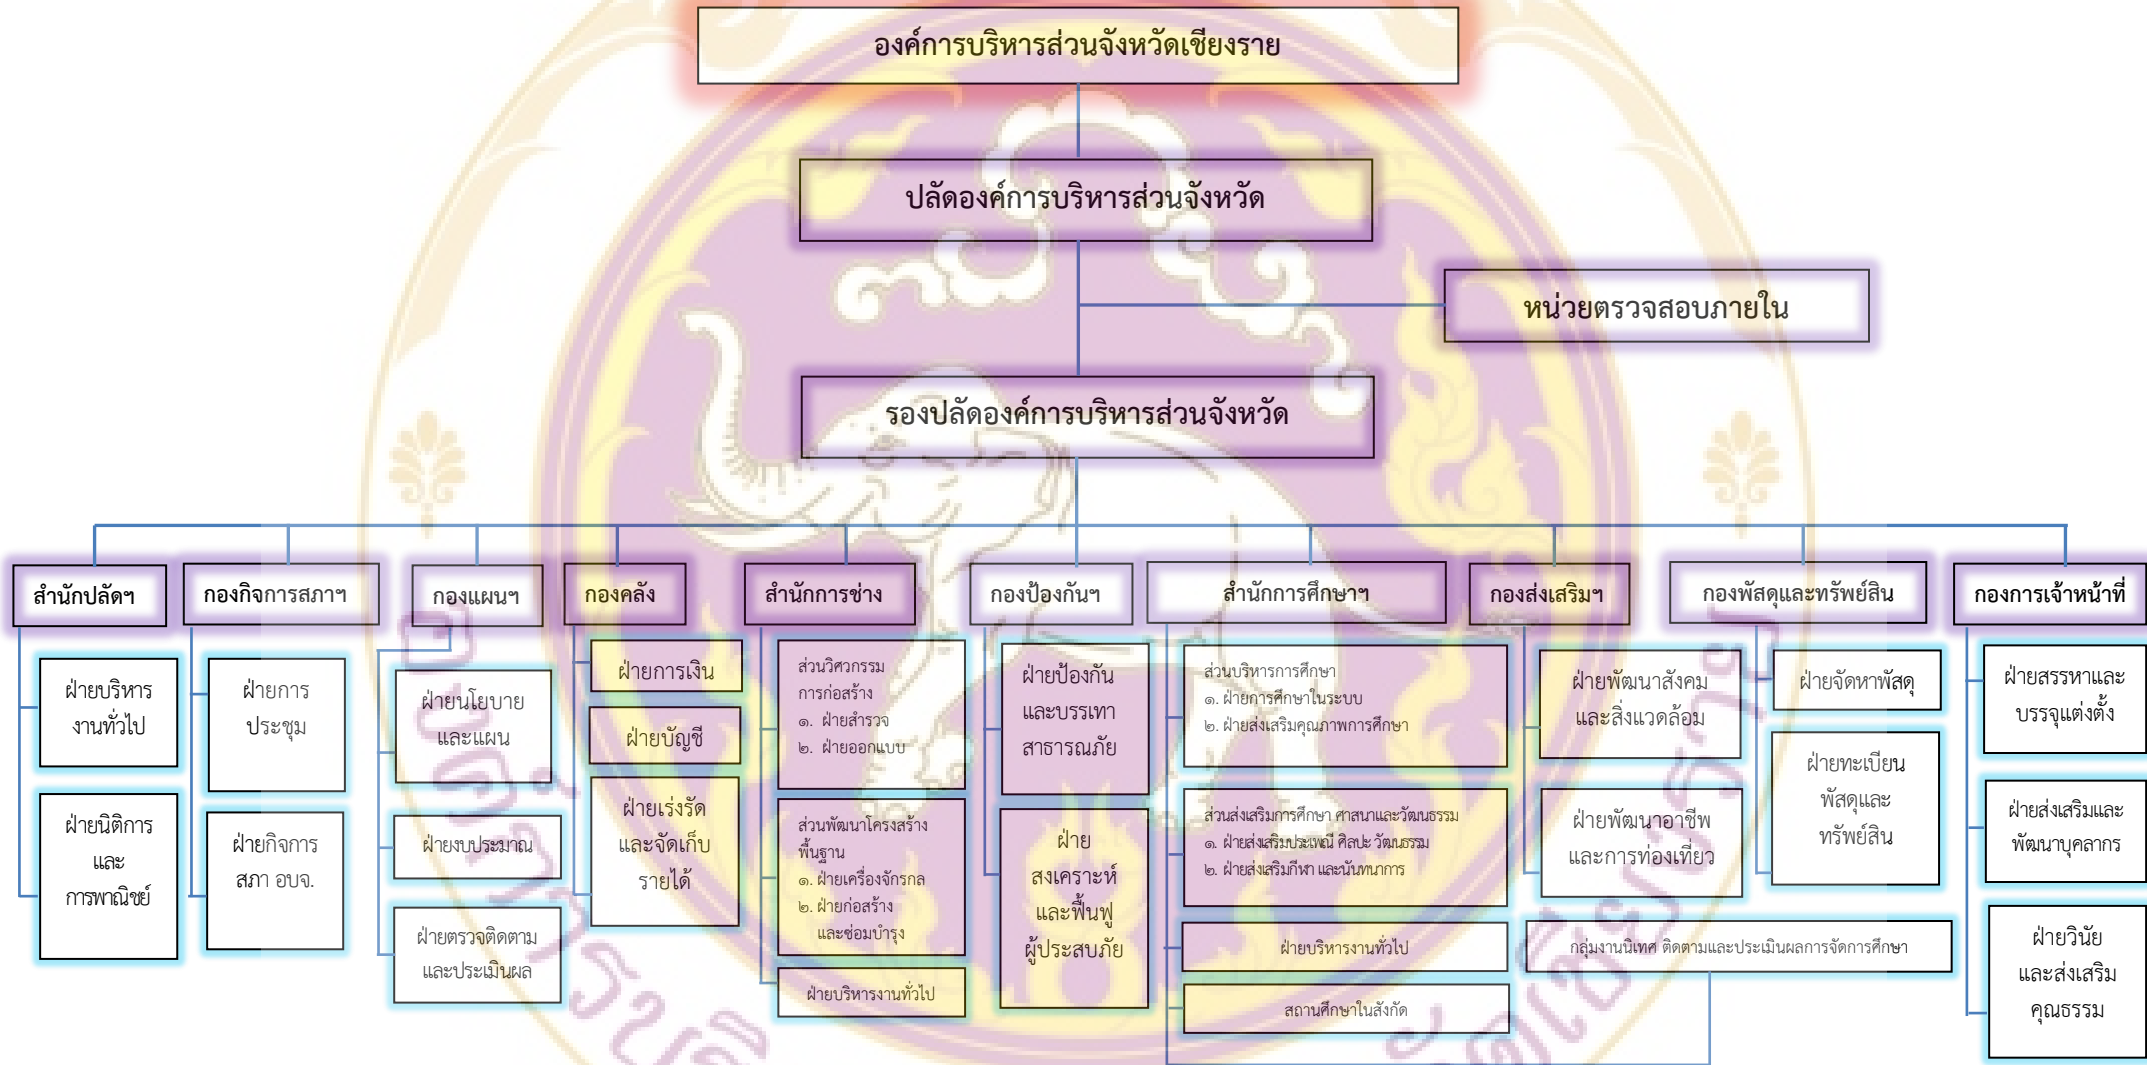 องค์การบริหารส่วนจังหวัดเชียงราย
ปลัดองค์การบริหารส่วนจังหวัด
หน่วยตรวจสอบภายใน
รองปลัดองค์การบริหารส่วนจังหวัด
สำนักปลัดฯ
กองกิจการสภาฯ
กองแผนฯ
กองคลัง
สำนักการช่าง
กองป้องกันฯ
สำนักการศึกษาฯ
กองส่งเสริมฯ
กองพัสดุและทรัพย์สิน
กองการเจ้าหน้าที่
ฝ่ายบริหาร
งานทั่วไป
ฝ่ายนิติการ
และ
การพาณิชย์
ฝ่ายการ
ประชุม
ฝ่ายกิจการ
สภา อบจ.
ฝ่ายนโยบาย
และแผน
ฝ่ายงบประมาณ
ฝ่ายตรวจติดตาม
และประเมินผล
ฝ่ายการเงิน
ฝ่ายบัญชี
ฝ่ายเร่งรัด
และจัดเก็บ
รายได้
ส่วนวิศวกรรม
การก่อสร้าง
๑. ฝ่ายสำรวจ
๒. ฝ่ายออกแบบ
ส่วนพัฒนาโครงสร้าง
พื้นฐาน
๑. ฝ่ายเครื่องจักรกล
๒. ฝ่ายก่อสร้าง
และซ่อมบำรุง
ฝ่ายบริหารงานทั่วไป
ฝ่ายป้องกัน
และบรรเทา
สาธารณภัย
ฝ่าย
สงเคราะห์
และฟื้นฟู
ผู้ประสบภัย
ส่วนบริหารการศึกษา
๑. ฝ่ายการศึกษาในระบบ
๒. ฝ่ายส่งเสริมคุณภาพการศึกษา
ส่วนส่งเสริมการศึกษา ศาสนาและวัฒนธรรม
๑. ฝ่ายส่งเสริมประเพณี ศิลปะ วัฒนธรรม
๒. ฝ่ายส่งเสริมกีฬา และนันทนาการ
ฝ่ายบริหารงานทั่วไป
สถานศึกษาในสังกัด
ฝ่ายพัฒนาสังคม
และสิ่งแวดล้อม
ฝ่ายพัฒนาอาชีพ
และการท่องเที่ยว
กลุ่มงานนิเทศ ติดตามและประเมินผลการจัดการศึกษา
ฝ่ายจัดหาพัสดุ
ฝ่ายทะเบียน
พัสดุและ
ทรัพย์สิน
ฝ่ายสรรหาและ
บรรจุแต่งตั้ง
ฝ่ายส่งเสริมและ
พัฒนาบุคลากร
ฝ่ายวินัย
และส่งเสริม
คุณธรรม